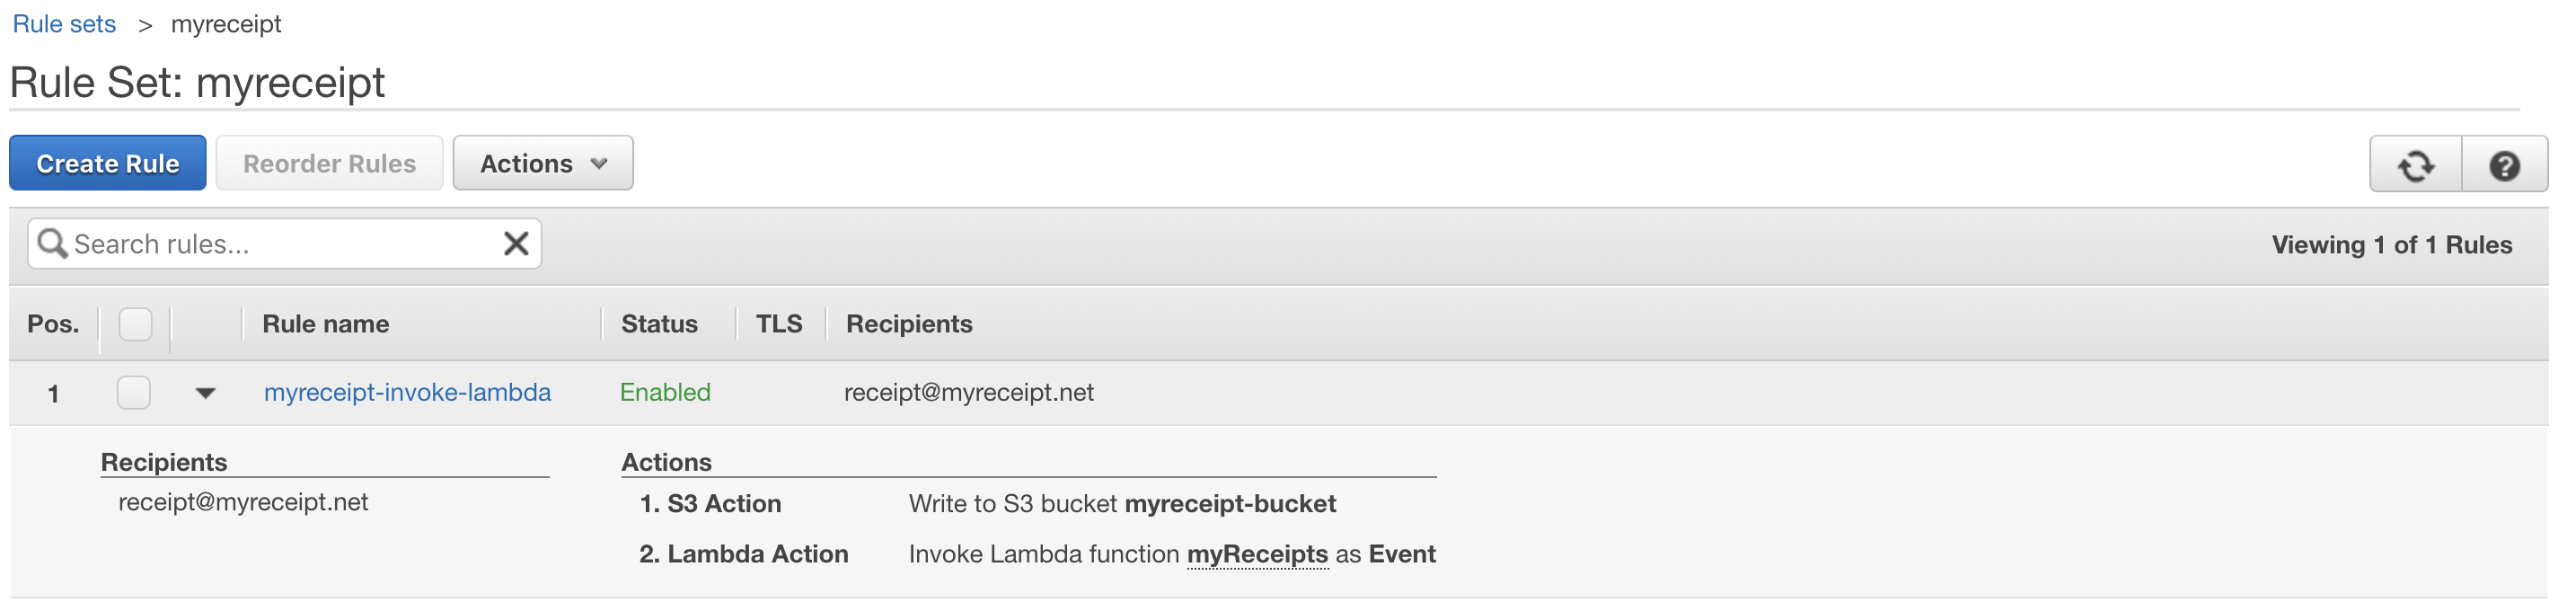 Rule sets > myreceipt
Rule Set: myreceipt
Create Rule Reorder Rules Actions
Search rules... Viewing 1 of 1 Rules
Pos. Rule name Status TLS Recipients
1 myreceipt-invoke-lambda Enabled receipt@myreceipt.net
Recipients Actions
receipt@myreceipt.net 1. S3 Action Write to S3 bucket myreceipt-bucket
2. Lambda Action Invoke Lambda function myReceipts as Event